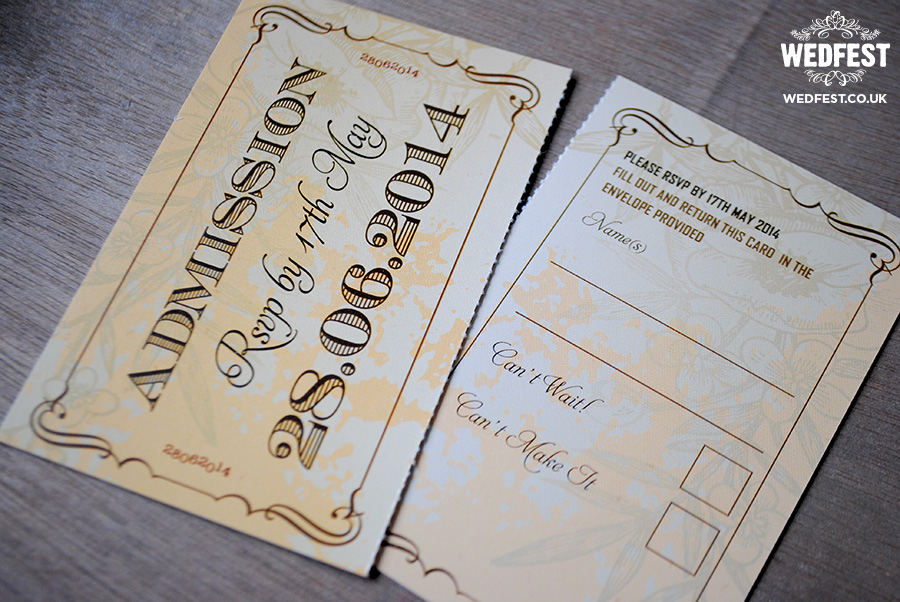 28062014
ADMISSION
Rsvp by 17th May
28.06.2014
28062014
PLEASE RSVP BY 17TH MAY 2014
FILL OUT AND RETURN THIS CARD IN THE
ENVELOPE PROVIDED
Name(s)
Can't Wait!
Can't Make It
WEDFEST
WEDFEST.CO.UK